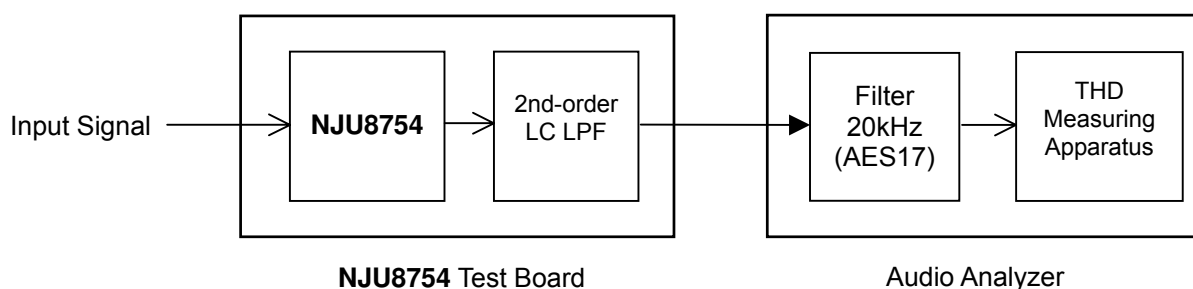 Input Signal
NJU8754
2nd-order
LC LPF
Filter
20kHz
(AES17)
THD
Measuring
Apparatus
NJU8754 Test Board
Audio Analyzer